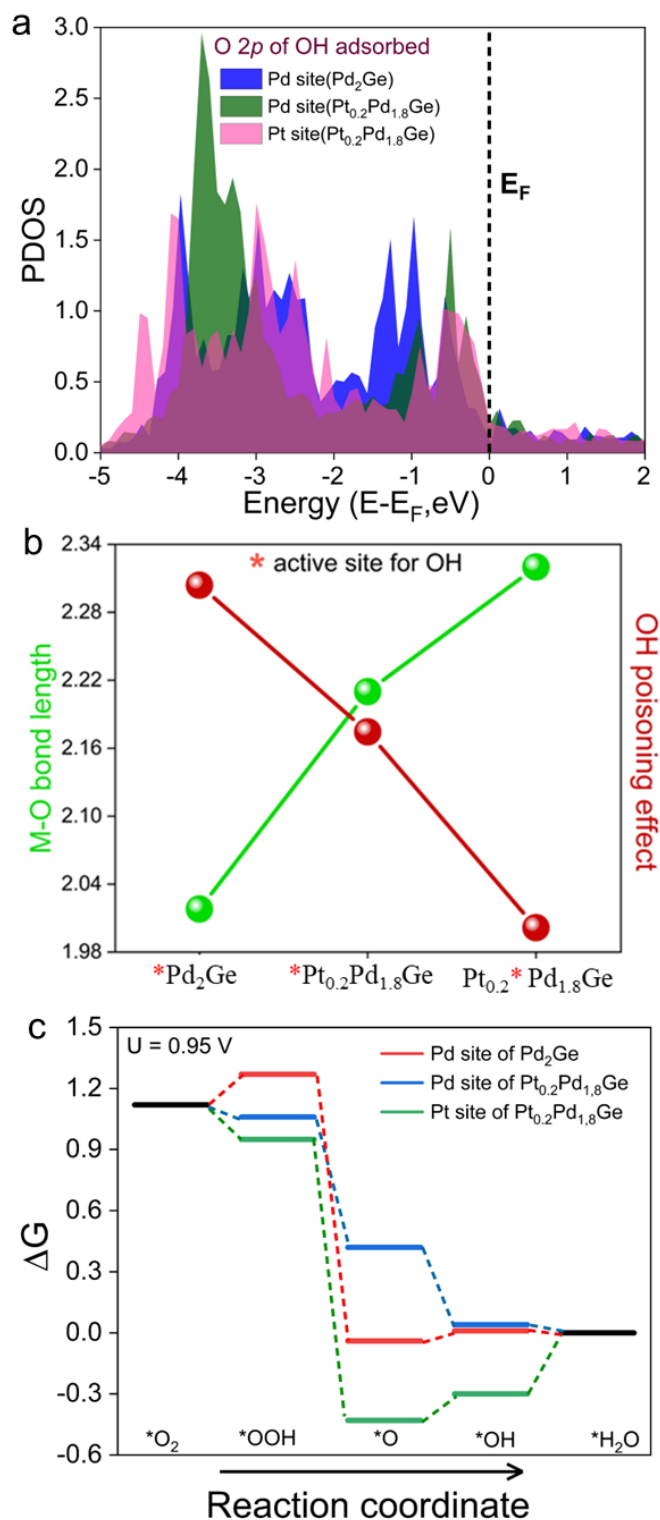 a
O 2p of OH adsorbed
Pd site(Pd₂Ge)
Pd site(Pt₀.₂Pd₁.₈Ge)
Pt site(Pt₀.₂Pd₁.₈Ge)
E_F
PDOS
3.0
2.5
2.0
1.5
1.0
0.5
0.0
-5 -4 -3 -2 -1 0 1 2
Energy (E-E_F,eV)
b
* active site for OH
M-O bond length
2.34
2.28
2.22
2.16
2.10
2.04
1.98
OH poisoning effect
*Pd₂Ge *Pt₀.₂Pd₁.₈Ge Pt₀.₂* Pd₁.₈Ge
c
U = 0.95 V
Pd site of Pd₂Ge
Pd site of Pt₀.₂Pd₁,₈Ge
Pt site of Pt₀.₂Pd₁,₈Ge
ΔG
1.5
1.2
0.9
0.6
0.3
0.0
-0.3
-0.6
*O₂ *OOH *O *OH *H₂O
Reaction coordinate